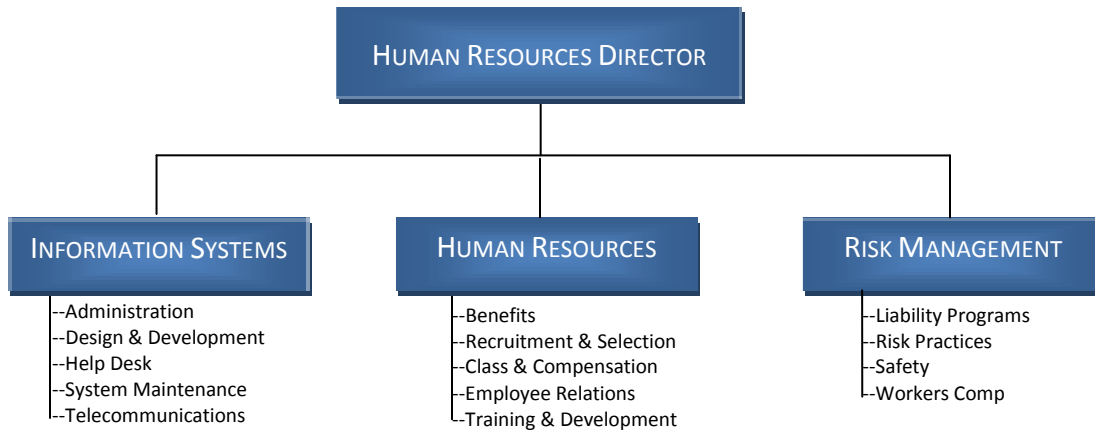 HUMAN RESOURCES DIRECTOR
INFORMATION SYSTEMS
--Administration
--Design & Development
--Help Desk
--System Maintenance
--Telecommunications
HUMAN RESOURCES
--Benefits
--Recruitment & Selection
--Class & Compensation
--Employee Relations
--Training & Development
RISK MANAGEMENT
--Liability Programs
--Risk Practices
--Safety
--Workers Comp